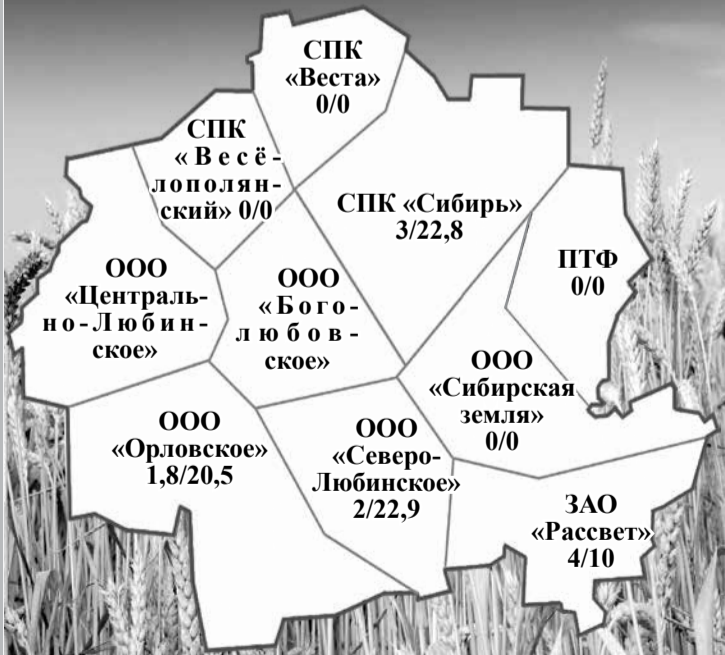 СПК
«Веста»
0/0
СПК
«Весё-
лополян-
ский» 0/0
СПК «Сибирь»
3/22,8
ПТФ
0/0
ООО
«Централь-
но-Любин-
ское»
ООО
«Бого-
любов-
ское»
ООО
«Сибирская
земля»
0/0
ООО
«Орловское»
1,8/20,5
ООО
«Северо-
Любинское»
2/22,9
ЗАО
«Рассвет»
4/10